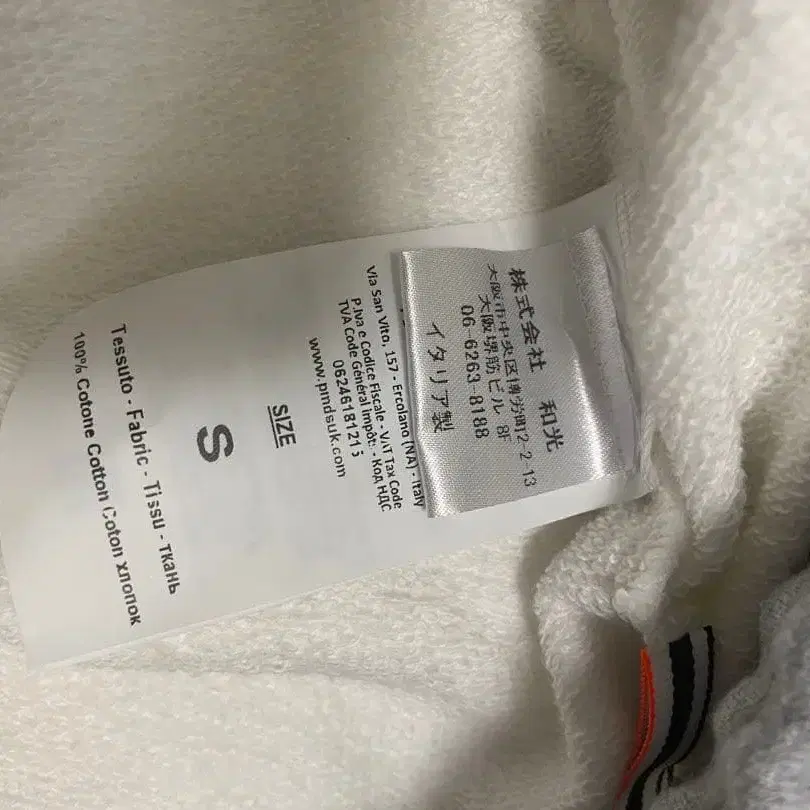 株式会社 和光
大阪市中央区博労町2-2-13
大阪堺筋ビル 8F
06-6263-8188
イタリア製
Via San Vito, 157 - Ercolano (NA) - Italy
P.Iva e Codice Fiscale - VAT Tax Code
TVA Code Général impôt: - Код НДС
06246181215
www.pmdsuk.com
SIZE
S
Tessuto - Fabric - Tissu - ткань
100% Cotone Cotton Coton хлопок